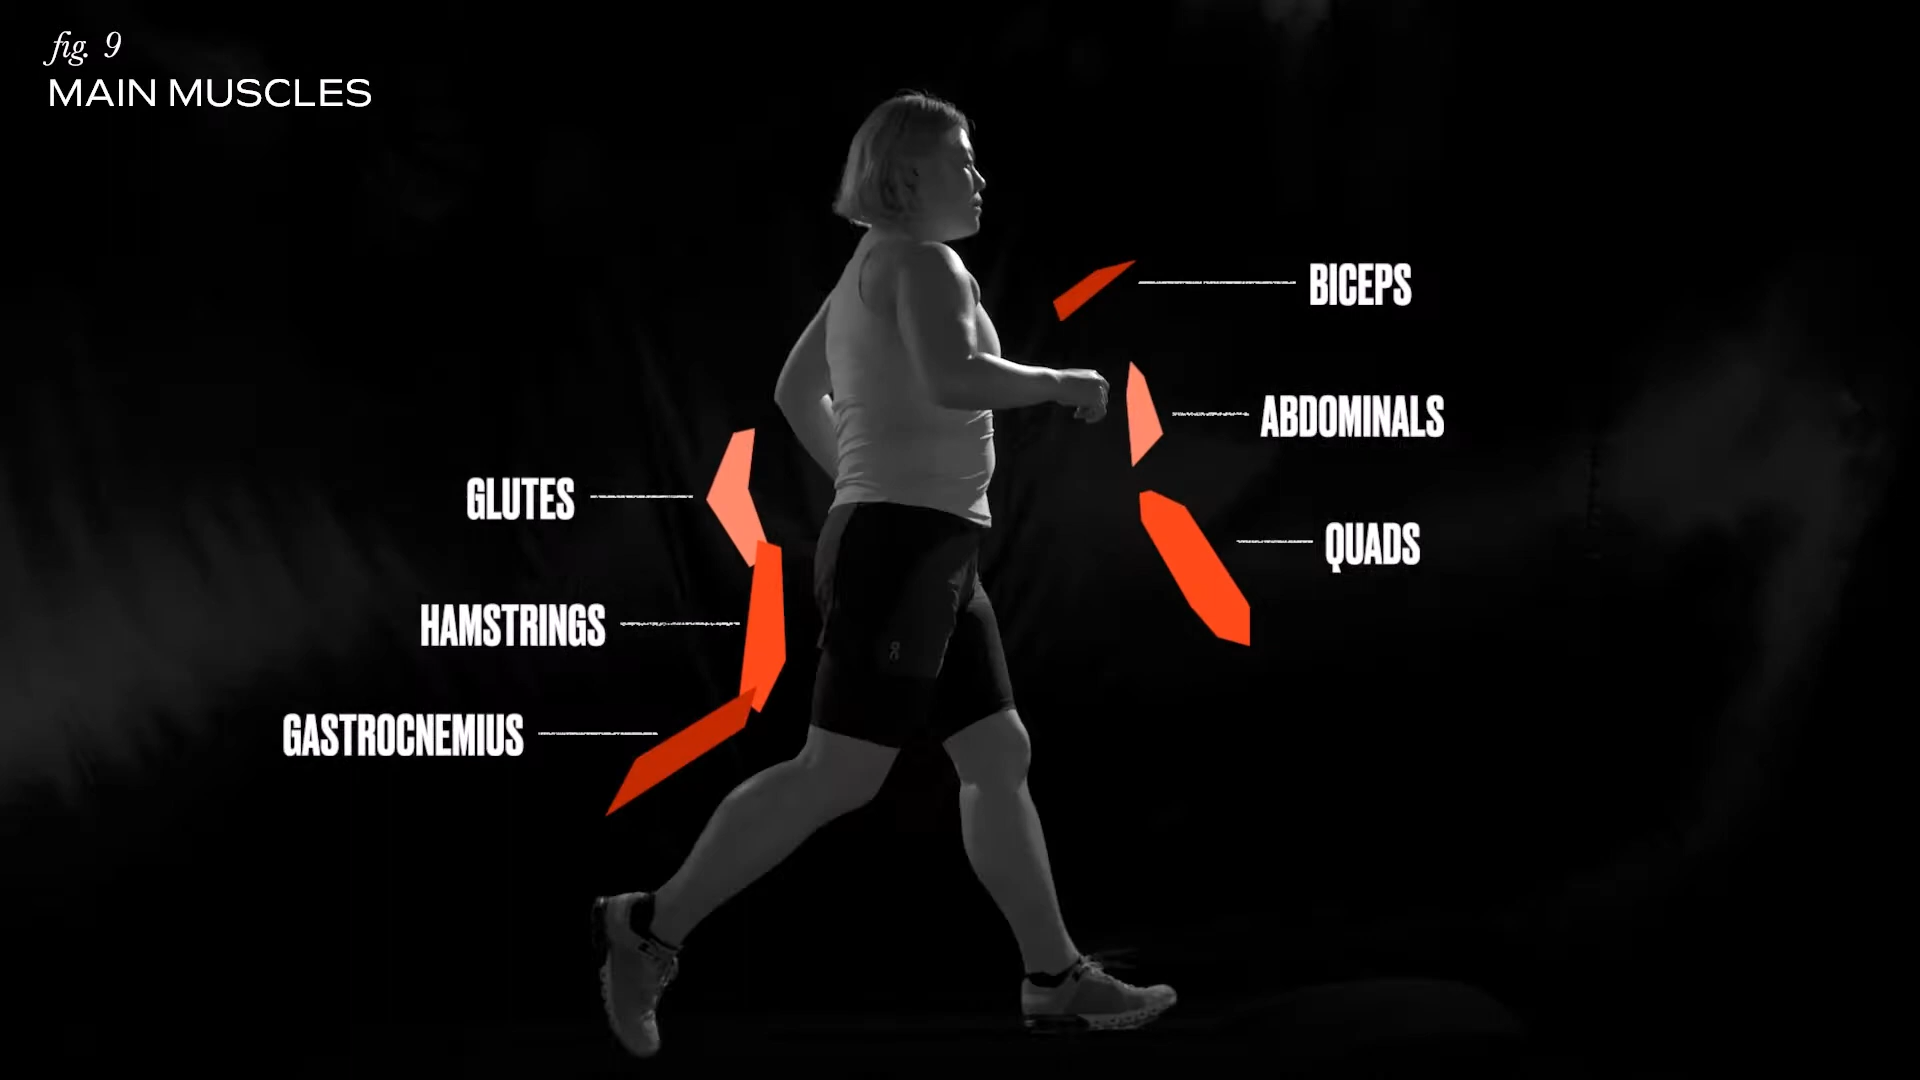 fig. 9
MAIN MUSCLES
BICEPS
ABDOMINALS
GLUTES
QUADS
HAMSTRINGS
GASTROCNEMIUS